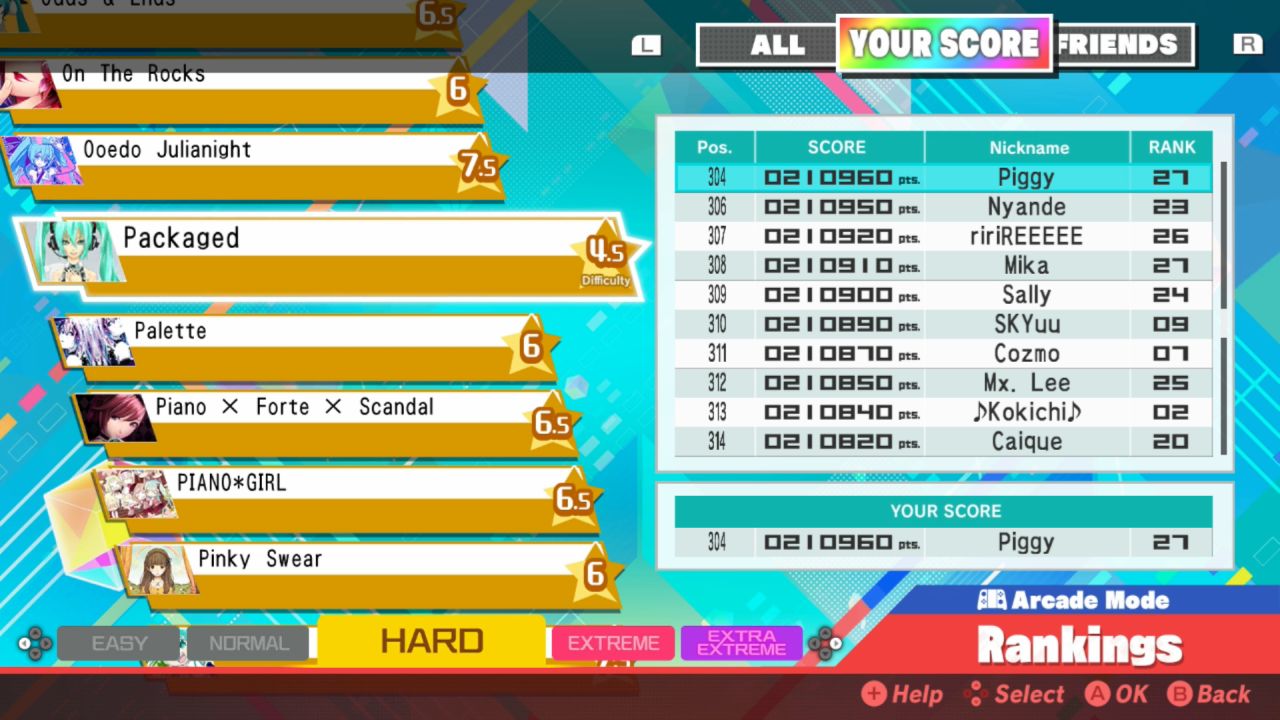 Odds & Ends
6.5
On The Rocks
6
Ooedo Julianight
7.5
Packaged
4.5
Difficulty
Palette
6
Piano × Forte × Scandal
6.5
PIANO*GIRL
6.5
Pinky Swear
6
L ALL YOUR SCORE FRIENDS R
Pos. SCORE Nickname RANK
304 0210960 pts. Piggy 27
306 0210950 pts. Nyande 23
307 0210920 pts. ririREEEEE 26
308 0210910 pts. Mika 27
309 0210900 pts. Sally 24
310 0210890 pts. SKYuu 09
311 0210870 pts. Cozmo 07
312 0210850 pts. Mx. Lee 25
313 0210840 pts. ♪Kokichi♪ 02
314 0210820 pts. Caique 20
YOUR SCORE
304 0210960 pts. Piggy 27
Arcade Mode
Rankings
EASY NORMAL HARD EXTREME EXTRA EXTREME
+ Help Select A OK B Back